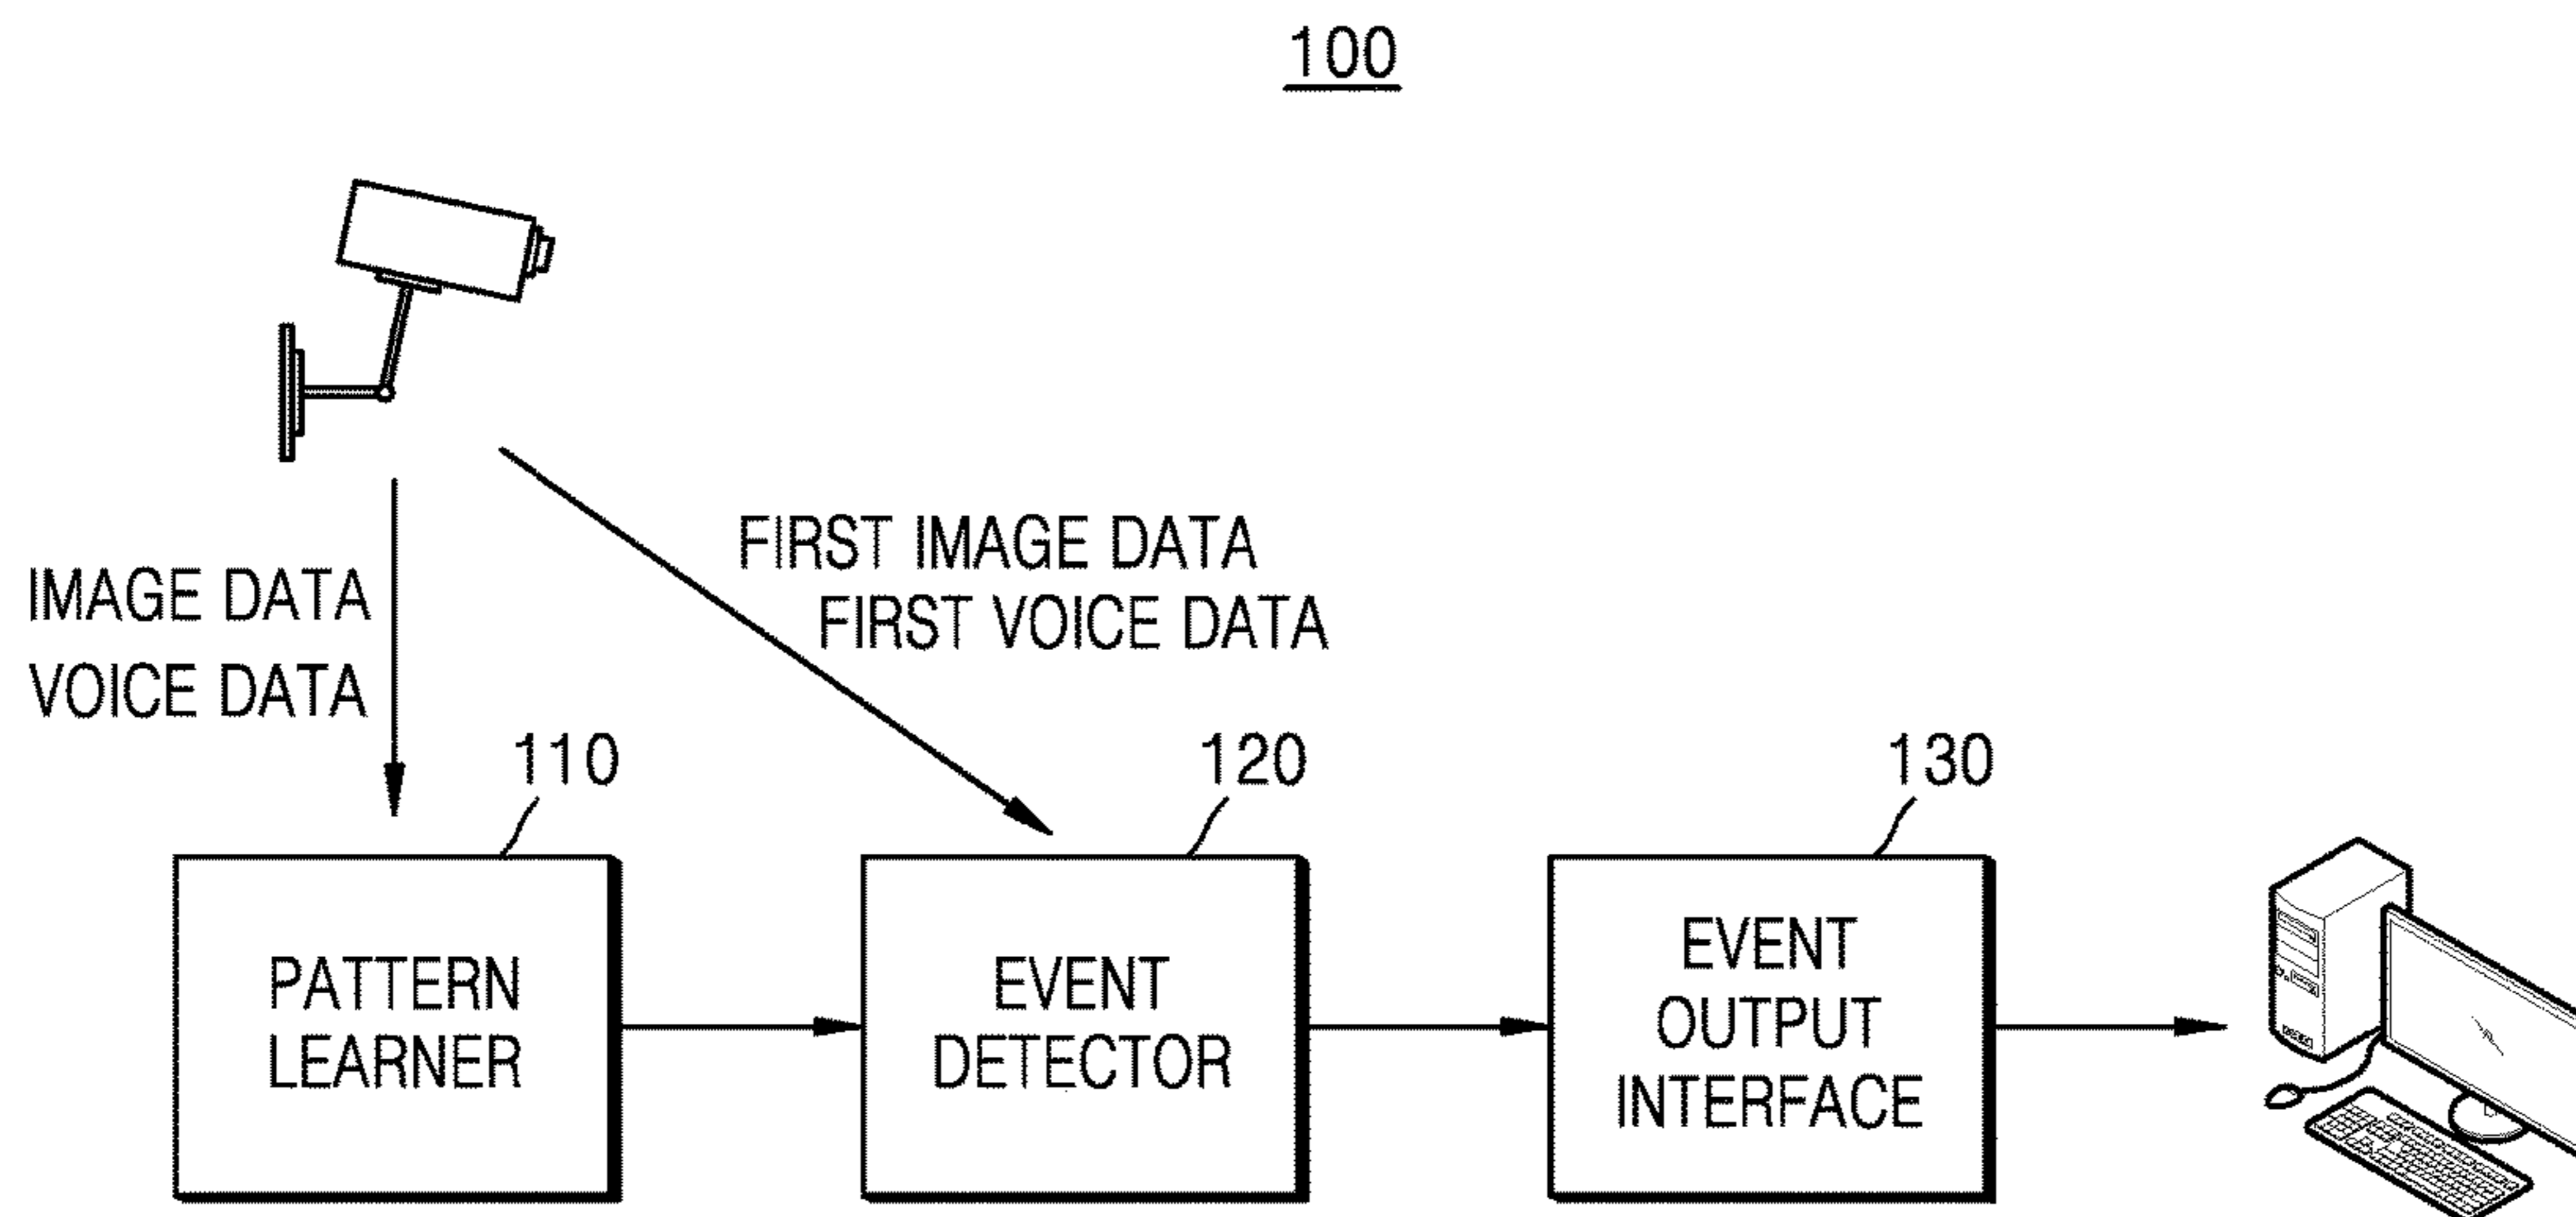 100
FIRST IMAGE DATA
FIRST VOICE DATA
IMAGE DATA
VOICE DATA
110
120
130
PATTERN
LEARNER
EVENT
DETECTOR
EVENT
OUTPUT
INTERFACE